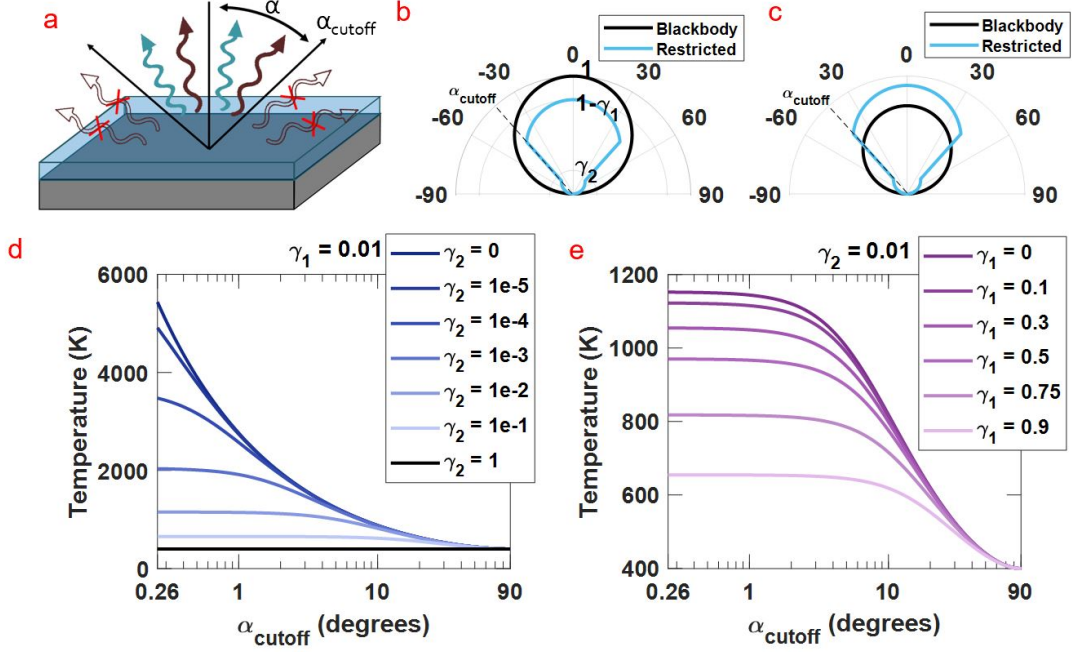 a
α
αcutoff
b
Blackbody
Restricted
0
-30
30
-60
60
-90
90
αcutoff
1
1-γ1
γ2
c
Blackbody
Restricted
0
30
30
-60
60
-90
90
αcutoff
d
γ1 = 0.01
γ2 = 0
γ2 = 1e-5
γ2 = 1e-4
γ2 = 1e-3
γ2 = 1e-2
γ2 = 1e-1
γ2 = 1
Temperature (K)
6000
4000
2000
0
0.26
1
10
90
αcutoff (degrees)
e
γ2 = 0.01
γ1 = 0
γ1 = 0.1
γ1 = 0.3
γ1 = 0.5
γ1 = 0.75
γ1 = 0.9
Temperature (K)
1200
1000
800
600
400
0.26
1
10
90
αcutoff (degrees)